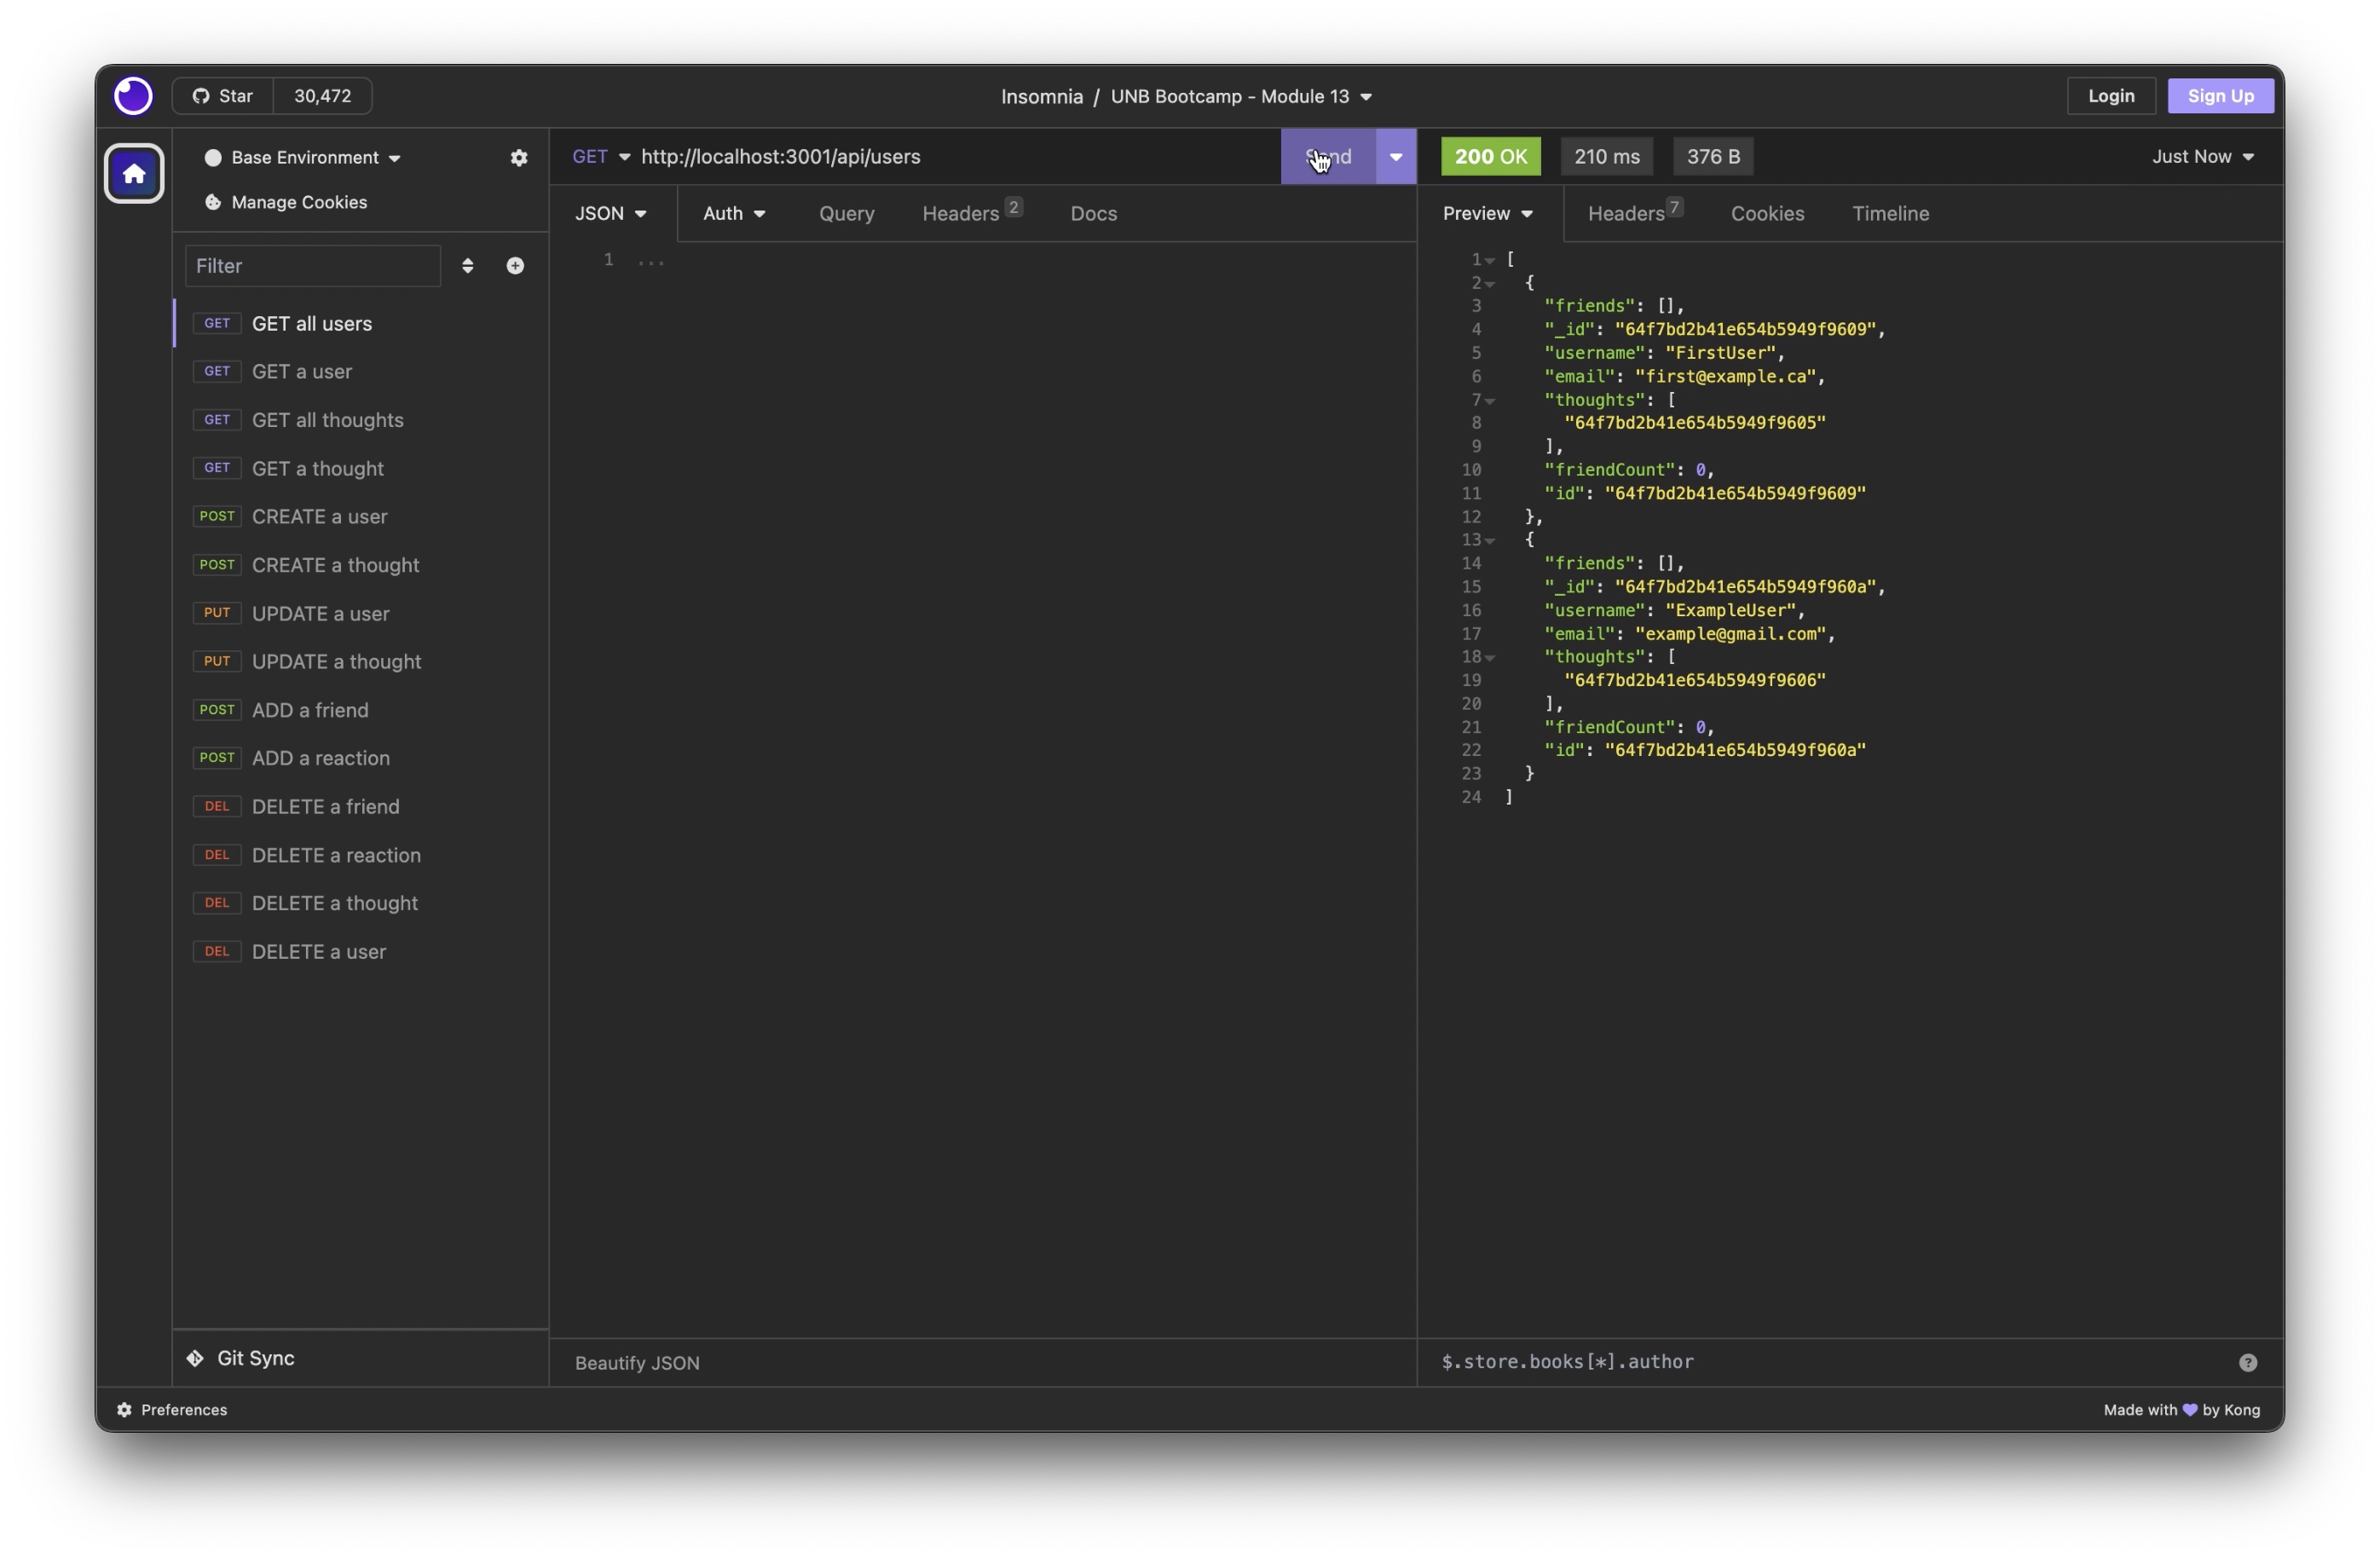 Star 30,472
Insomnia / UNB Bootcamp - Module 13
Login
Sign Up
Base Environment
Manage Cookies
Filter
GET GET all users
GET GET a user
GET GET all thoughts
GET GET a thought
POST CREATE a user
POST CREATE a thought
PUT UPDATE a user
PUT UPDATE a thought
POST ADD a friend
POST ADD a reaction
DEL DELETE a friend
DEL DELETE a reaction
DEL DELETE a thought
DEL DELETE a user
Git Sync
Preferences
GET http://localhost:3001/api/users
Send
JSON Auth Query Headers 2 Docs
1 ...
Beautify JSON
200 OK 210 ms 376 B Just Now
Preview Headers 7 Cookies Timeline
1 [
2 {
3 "friends": [],
4 "_id": "64f7bd2b41e654b5949f9609",
5 "username": "FirstUser",
6 "email": "first@example.ca",
7 "thoughts": [
8 "64f7bd2b41e654b5949f9605"
9 ],
10 "friendCount": 0,
11 "id": "64f7bd2b41e654b5949f9609"
12 },
13 {
14 "friends": [],
15 "_id": "64f7bd2b41e654b5949f960a",
16 "username": "ExampleUser",
17 "email": "example@gmail.com",
18 "thoughts": [
19 "64f7bd2b41e654b5949f9606"
20 ],
21 "friendCount": 0,
22 "id": "64f7bd2b41e654b5949f960a"
23 }
24 ]
$.store.books[*].author
Made with 💜 by Kong